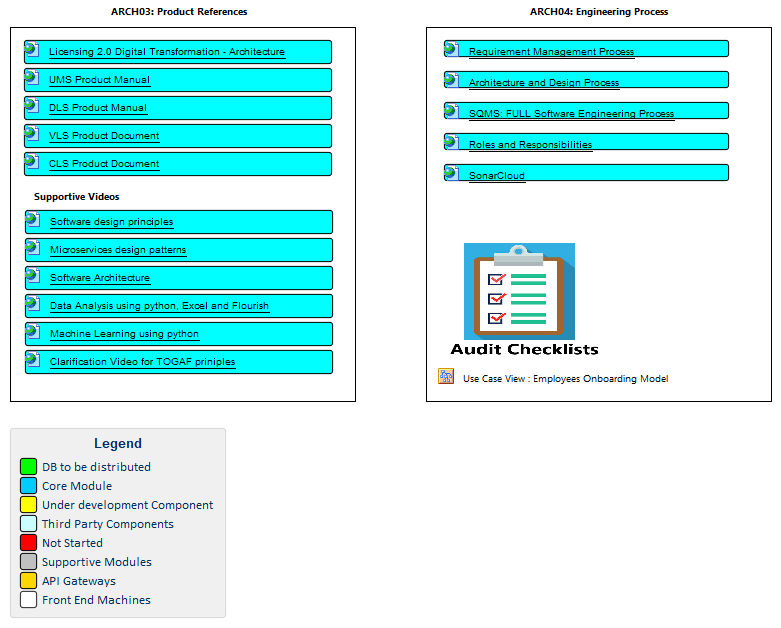 ARCH03: Product References
Licensing 2.0 Digital Transformation - Architecture
UMS Product Manual
DLS Product Manual
VLS Product Document
CLS Product Document
Supportive Videos
Software design principles
Microservices design patterns
Software Architecture
Data Analysis using python, Excel and Flourish
Machine Learning using python
Clarification Video for TOGAF priniples
ARCH04: Engineering Process
Requirement Management Process
Architecture and Design Process
SQMS: FULL Software Engineering Process
Roles and Responsibilities
SonarCloud
Audit Checklists
Use Case View : Employees Onboarding Model
Legend
DB to be distributed
Core Module
Under development Component
Third Party Components
Not Started
Supportive Modules
API Gateways
Front End Machines